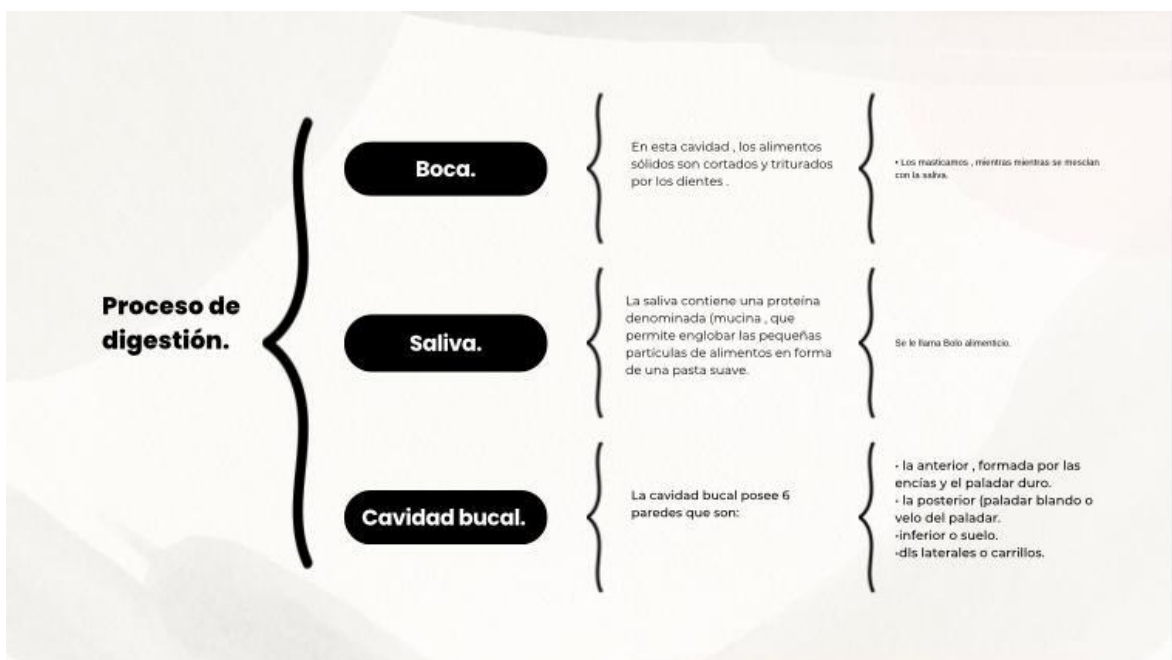 Proceso de
digestión.
Boca.
En esta cavidad , los alimentos
sólidos son cortados y triturados
por los dientes .
• Los masticamos , mientras mientras se mesclan
con la saliva.
Saliva.
La saliva contiene una proteína
denominada (mucina , que
permite englobar las pequeñas
partículas de alimentos en forma
de una pasta suave.
Se le llama Bolo alimenticio.
Cavidad bucal.
La cavidad bucal posee 6
paredes que son:
• la anterior , formada por las
encías y el paladar duro.
• la posterior (paladar blando o
velo del paladar.
•inferior o suelo.
•dls laterales o carrillos.